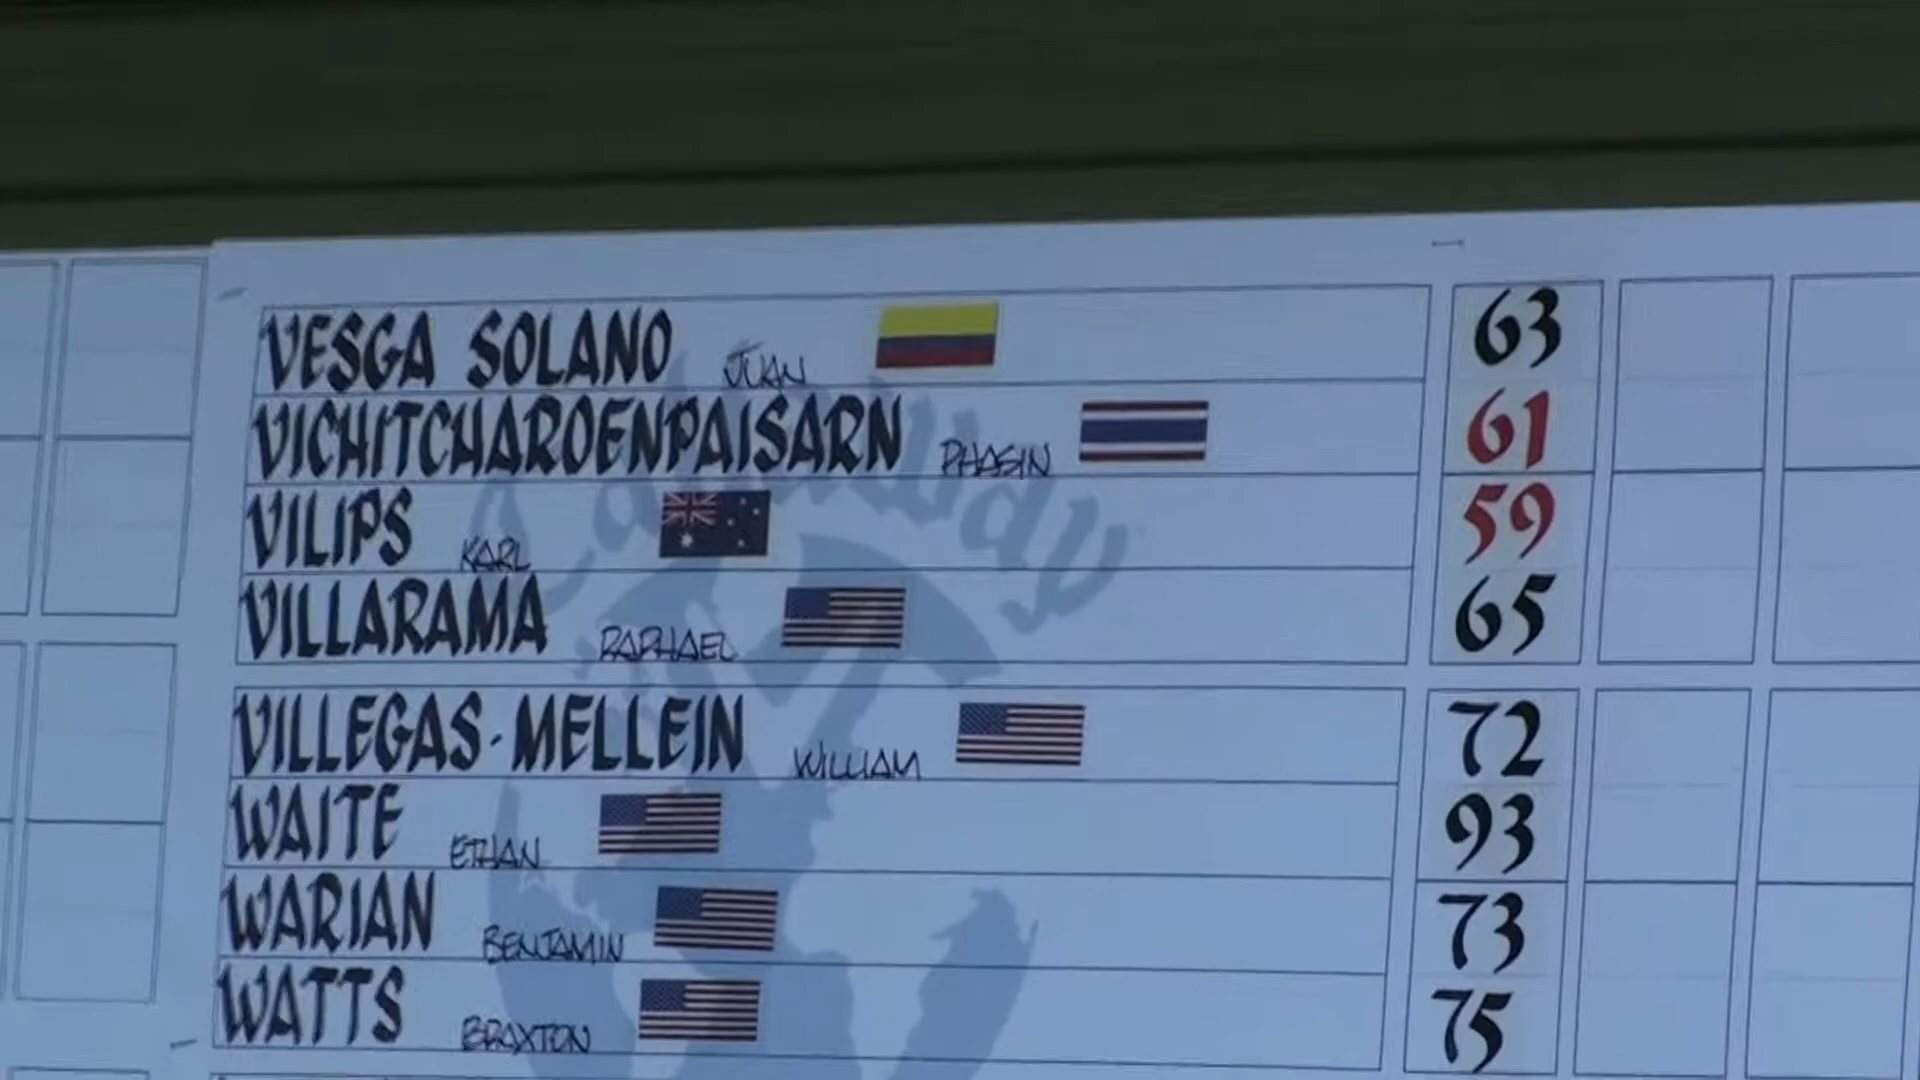 VESGA SOLANO JUAN 63
VICHITCHAROENPAISARN PHASIN 61
VILIPS KARL 59
VILLARAMA RAPHAEL 65
VILLEGAS-MELLEIN WILLIAM 72
WAITE ETHAN 93
WARIAN BENJAMIN 73
WATTS BRAXTON 75
Callaway